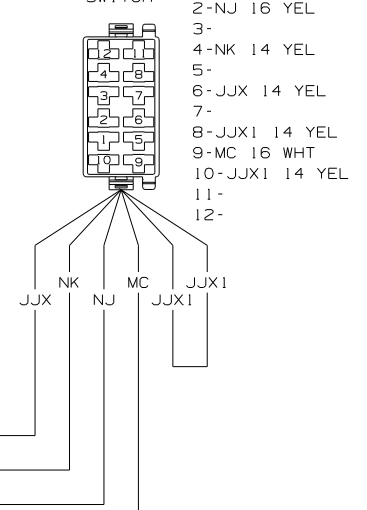 SWITCH
2-NJ 16 YEL
3-
4-NK 14 YEL
5-
6-JJX 14 YEL
7-
8-JJX1 14 YEL
9-MC 16 WHT
10-JJX1 14 YEL
11-
12-
12 11
4 8
3 7
2 6
1 5
10 9
NK MC JJX1
JJX NJ JJX1